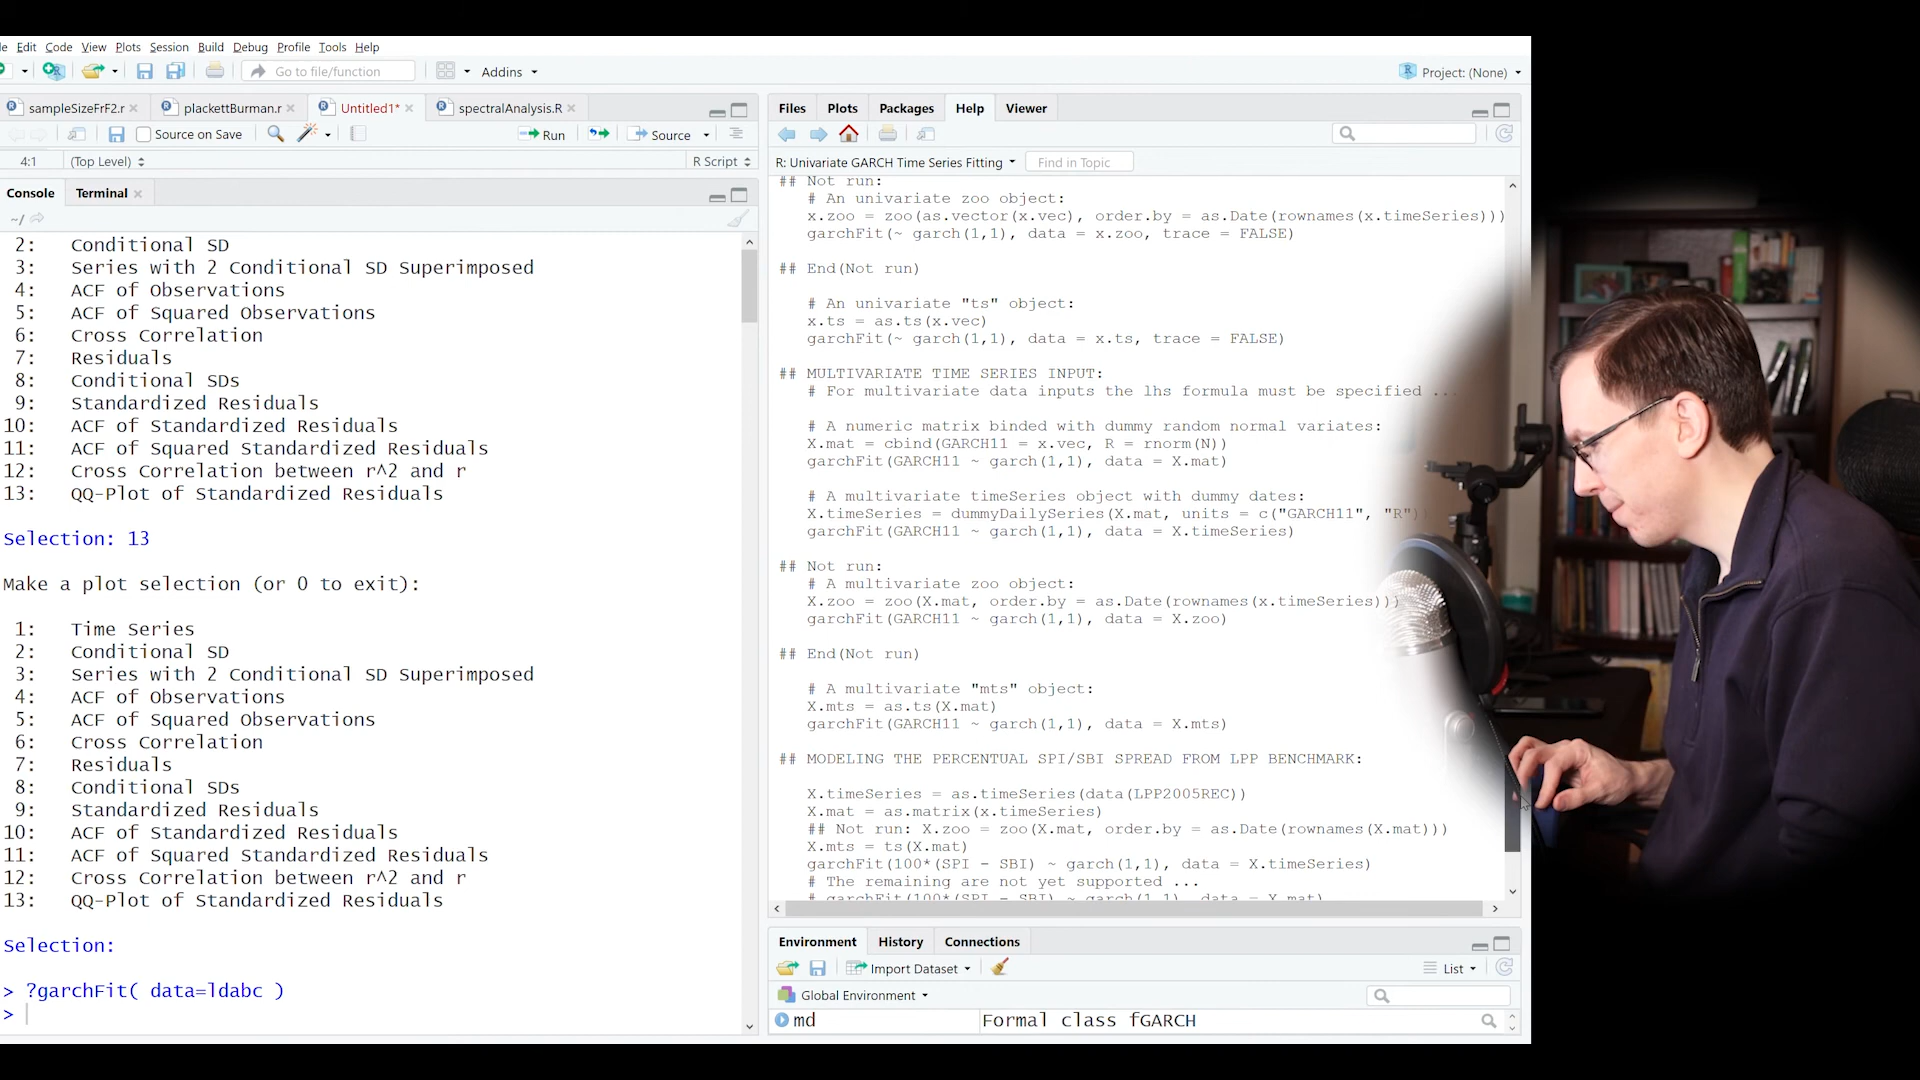 Edit Code View Plots Session Build Debug Profile Tools Help
Go to file/function
Addins
Project: (None)
sampleSizeFrF2.r
plackettBurman.r
Untitled1*
spectralAnalysis.R
Source on Save
Run
Source
4:1
(Top Level)
R Script
Console
Terminal
~/
2: Conditional SD
3: Series with 2 Conditional SD Superimposed
4: ACF of Observations
5: ACF of Squared Observations
6: Cross Correlation
7: Residuals
8: Conditional SDs
9: Standardized Residuals
10: ACF of Standardized Residuals
11: ACF of Squared Standardized Residuals
12: Cross Correlation between r^2 and r
13: QQ-Plot of Standardized Residuals
Selection: 13
Make a plot selection (or 0 to exit):
1: Time Series
2: Conditional SD
3: Series with 2 Conditional SD Superimposed
4: ACF of Observations
5: ACF of Squared Observations
6: Cross Correlation
7: Residuals
8: Conditional SDs
9: Standardized Residuals
10: ACF of Standardized Residuals
11: ACF of Squared Standardized Residuals
12: Cross Correlation between r^2 and r
13: QQ-Plot of Standardized Residuals
Selection:
> ?garchFit( data=ldabc )
>
Files Plots Packages Help Viewer
R: Univariate GARCH Time Series Fitting
Find in Topic
## Not run:
# An univariate zoo object:
x.zoo = zoo(as.vector(x.vec), order.by = as.Date(rownames(x.timeSeries)))
garchFit(~ garch(1,1), data = x.zoo, trace = FALSE)
## End(Not run)
# An univariate "ts" object:
x.ts = as.ts(x.vec)
garchFit(~ garch(1,1), data = x.ts, trace = FALSE)
## MULTIVARIATE TIME SERIES INPUT:
# For multivariate data inputs the lhs formula must be specified ...
# A numeric matrix binded with dummy random normal variates:
X.mat = cbind(GARCH11 = x.vec, R = rnorm(N))
garchFit(GARCH11 ~ garch(1,1), data = X.mat)
# A multivariate timeSeries object with dummy dates:
X.timeSeries = dummyDailySeries(X.mat, units = c("GARCH11", "R")
garchFit(GARCH11 ~ garch(1,1), data = X.timeSeries)
## Not run:
# A multivariate zoo object:
X.zoo = zoo(X.mat, order.by = as.Date(rownames(x.timeSeries)))
garchFit(GARCH11 ~ garch(1,1), data = X.zoo)
## End(Not run)
# A multivariate "mts" object:
X.mts = as.ts(X.mat)
garchFit(GARCH11 ~ garch(1,1), data = X.mts)
## MODELING THE PERCENTUAL SPI/SBI SPREAD FROM LPP BENCHMARK:
X.timeSeries = as.timeSeries(data(LPP2005REC))
X.mat = as.matrix(x.timeSeries)
## Not run: X.zoo = zoo(X.mat, order.by = as.Date(rownames(X.mat)))
X.mts = ts(X.mat)
garchFit(100*(SPI - SBI) ~ garch(1,1), data = X.timeSeries)
# The remaining are not yet supported ...
# garchFit(100*(SPI - SBI) ~ garch(1,1), data = X.mat)
Environment History Connections
Import Dataset
List
Global Environment
md Formal class fGARCH